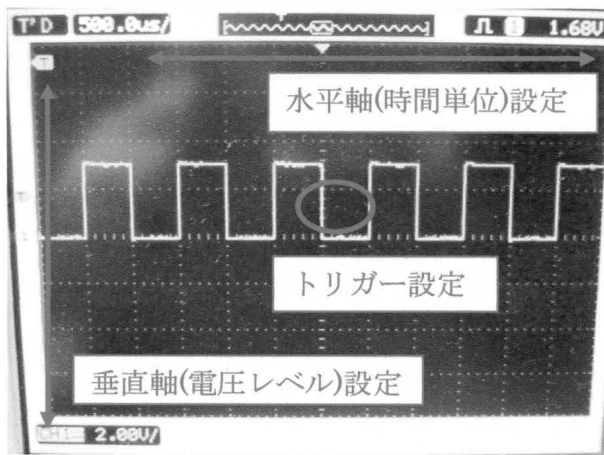 T'D 500.0us/ 1 1.68V
T
水平軸(時間単位)設定
トリガー設定
垂直軸(電圧レベル)設定
2.00V/